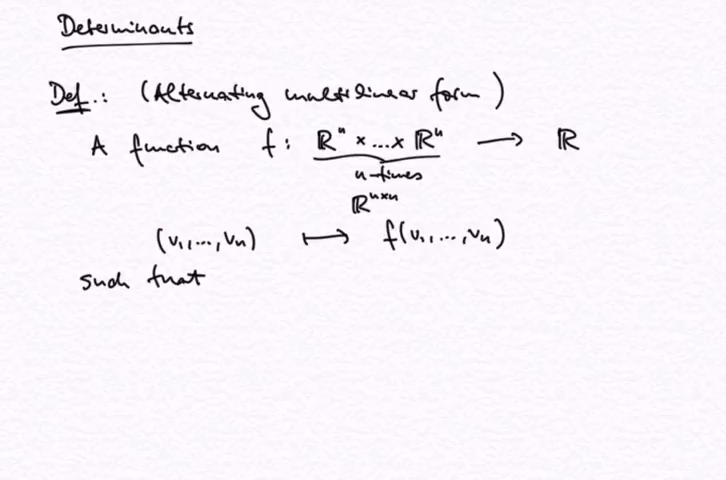 Determinants
Def.: (Alternating multilinear form)
A function f: ℝⁿ × ... × ℝⁿ ⟶ ℝ
n-times
ℝⁿˣⁿ
(v₁,...,vₙ) ⟼ f(v₁,...,vₙ)
such that